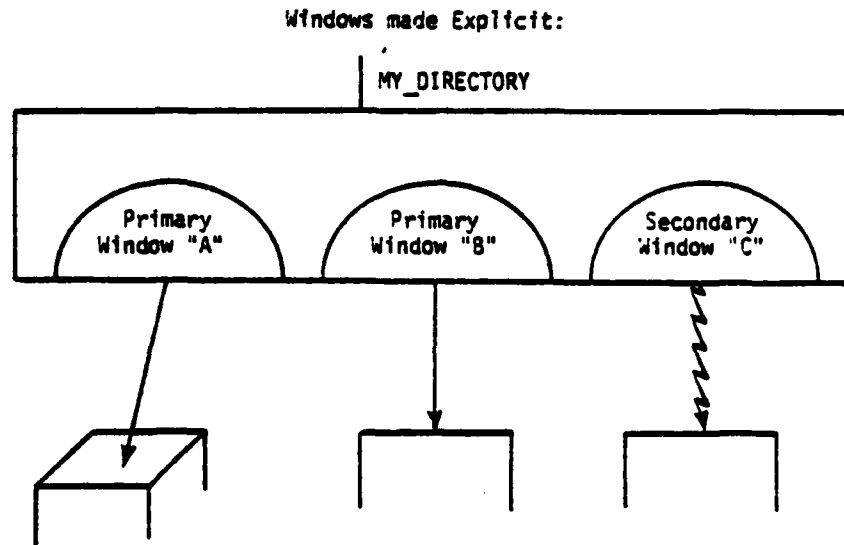 Windows made Explicit:
MY_DIRECTORY
Primary
Window "A"
Primary
Window "B"
Secondary
Window "C"